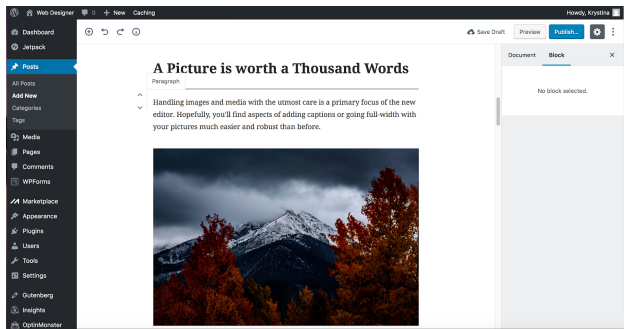 Web Designer 0 + New Caching Howdy, Krystina
Dashboard
Jetpack
Posts
All Posts
Add New
Categories
Tags
Media
Pages
Comments
WPForms
Marketplace
Appearance
Plugins
Users
Tools
Settings
Gutenberg
Insights
OptinMonster
Save Draft Preview Publish...
A Picture is worth a Thousand Words
Paragraph
Handling images and media with the utmost care is a primary focus of the new
editor. Hopefully, you'll find aspects of adding captions or going full-width with
your pictures much easier and robust than before.
Document Block
No block selected.